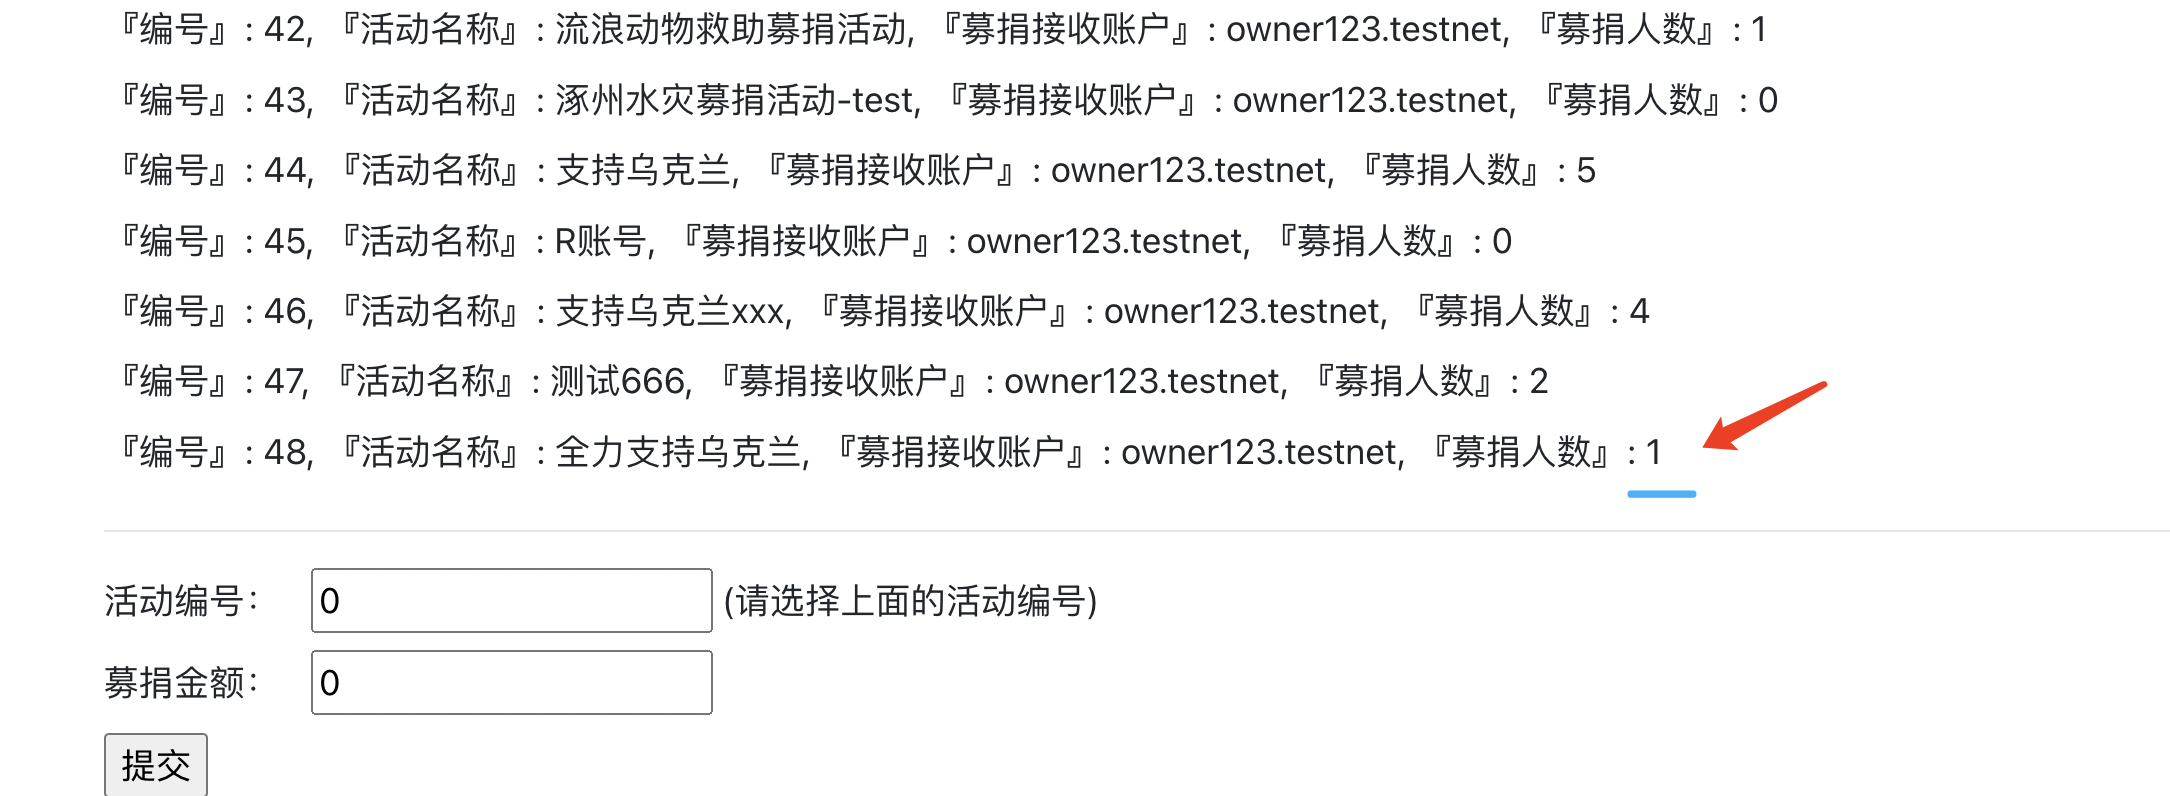 『编号』: 42, 『活动名称』: 流浪动物救助募捐活动, 『募捐接收账户』: owner123.testnet, 『募捐人数』: 1
『编号』: 43, 『活动名称』: 涿州水灾募捐活动-test, 『募捐接收账户』: owner123.testnet, 『募捐人数』: 0
『编号』: 44, 『活动名称』: 支持乌克兰, 『募捐接收账户』: owner123.testnet, 『募捐人数』: 5
『编号』: 45, 『活动名称』: R账号, 『募捐接收账户』: owner123.testnet, 『募捐人数』: 0
『编号』: 46, 『活动名称』: 支持乌克兰xxx, 『募捐接收账户』: owner123.testnet, 『募捐人数』: 4
『编号』: 47, 『活动名称』: 测试666, 『募捐接收账户』: owner123.testnet, 『募捐人数』: 2
『编号』: 48, 『活动名称』: 全力支持乌克兰, 『募捐接收账户』: owner123.testnet, 『募捐人数』: 1
活动编号： 0 (请选择上面的活动编号)
募捐金额： 0
提交